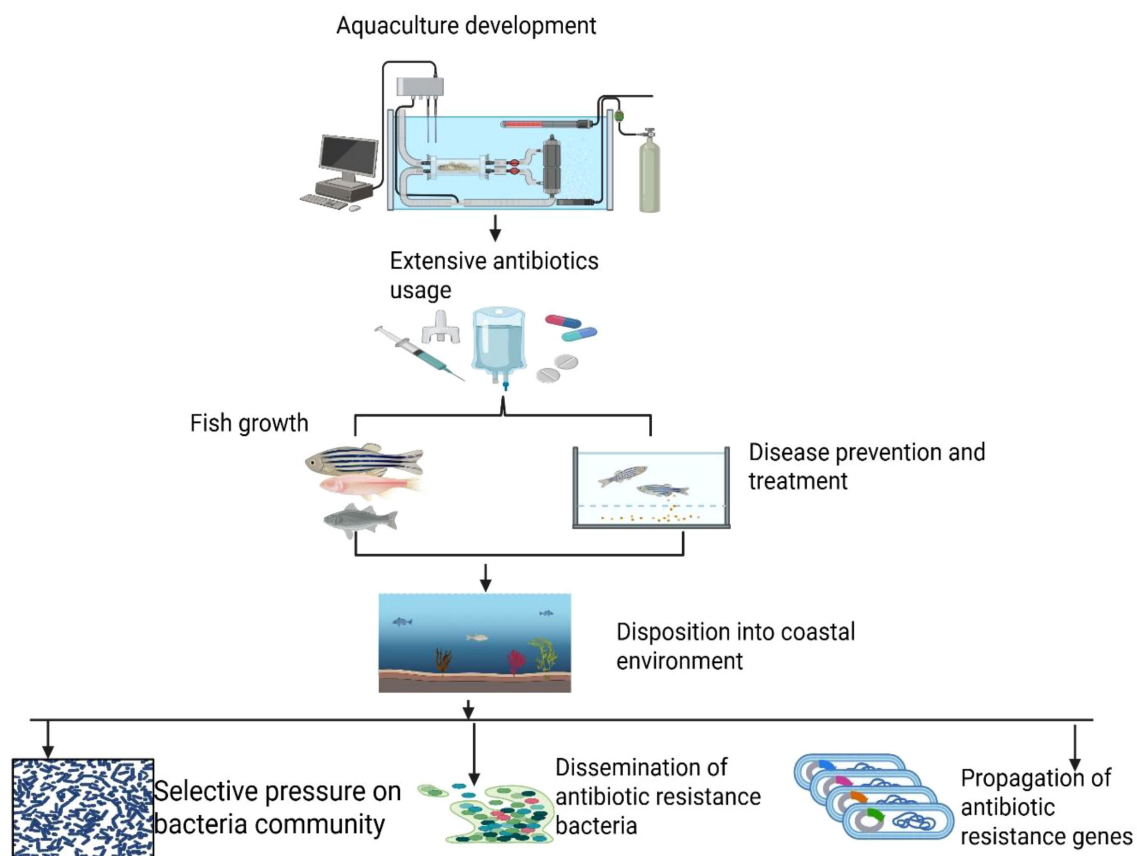 Aquaculture development
Extensive antibiotics
usage
Fish growth
Disease prevention and
treatment
Disposition into coastal
environment
Selective pressure on
bacteria community
Dissemination of
antibiotic resistance
bacteria
Propagation of
antibiotic
resistance genes